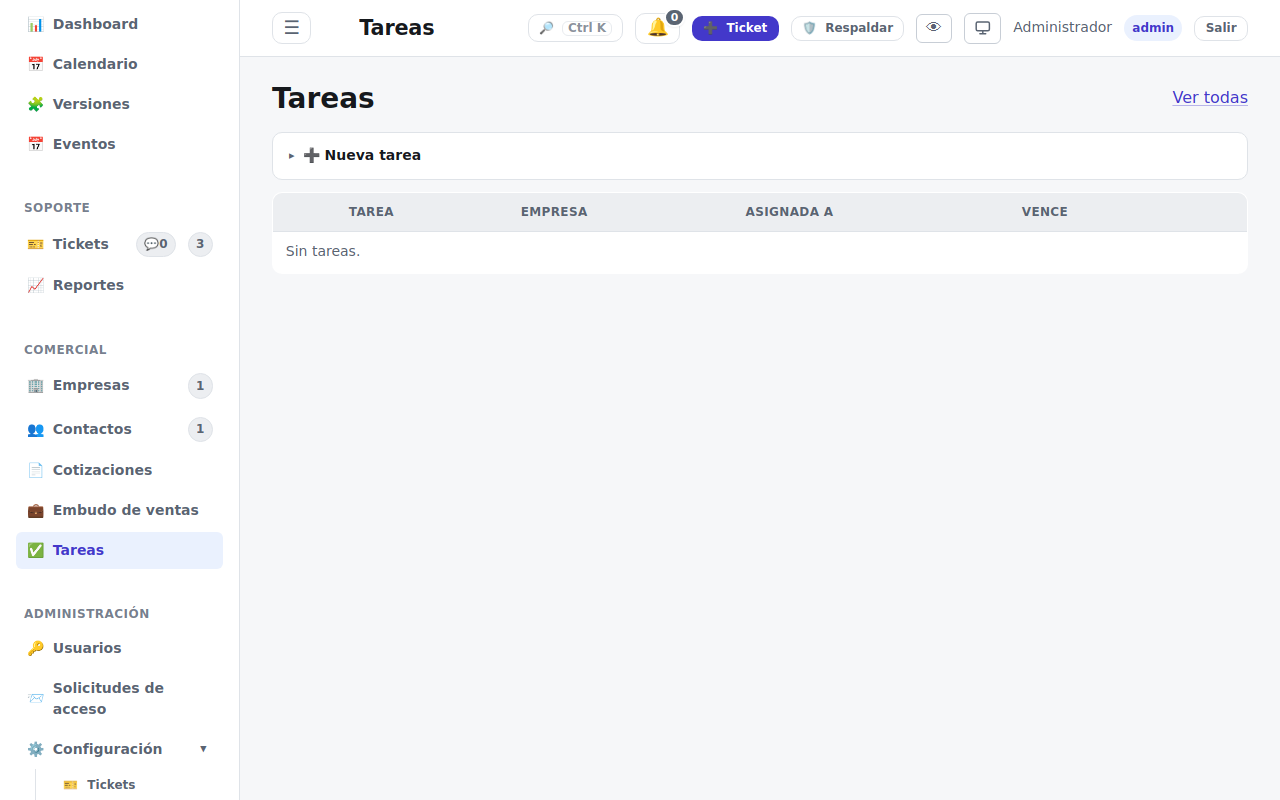 Dashboard
Calendario
Versiones
Eventos
SOPORTE
Tickets 💬0 3
Reportes
COMERCIAL
Empresas 1
Contactos 1
Cotizaciones
Embudo de ventas
Tareas
ADMINISTRACIÓN
Usuarios
Solicitudes de
acceso
Configuración ▾
Tickets
☰ Tareas 🔎 Ctrl K 🔔 0 ➕ Ticket Respaldar Administrador admin Salir
Tareas Ver todas
▸ ➕ Nueva tarea
TAREA EMPRESA ASIGNADA A VENCE
Sin tareas.